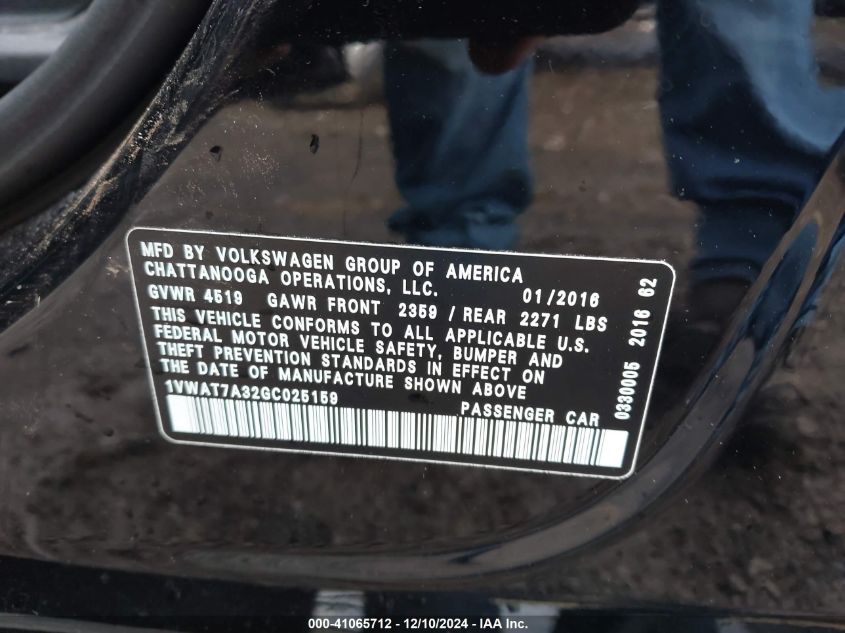 MFD BY VOLKSWAGEN GROUP OF AMERICA
CHATTANOOGA OPERATIONS, LLC. 01/2016
GVWR 4519 GAWR FRONT 2359 / REAR 2271 LBS
THIS VEHICLE CONFORMS TO ALL APPLICABLE U.S.
FEDERAL MOTOR VEHICLE SAFETY, BUMPER AND
THEFT PREVENTION STANDARDS IN EFFECT ON
THE DATE OF MANUFACTURE SHOWN ABOVE
1VWAT7A32GC025159 PASSENGER CAR
0330005 2016 62
000-41065712 - 12/10/2024 - IAA Inc.